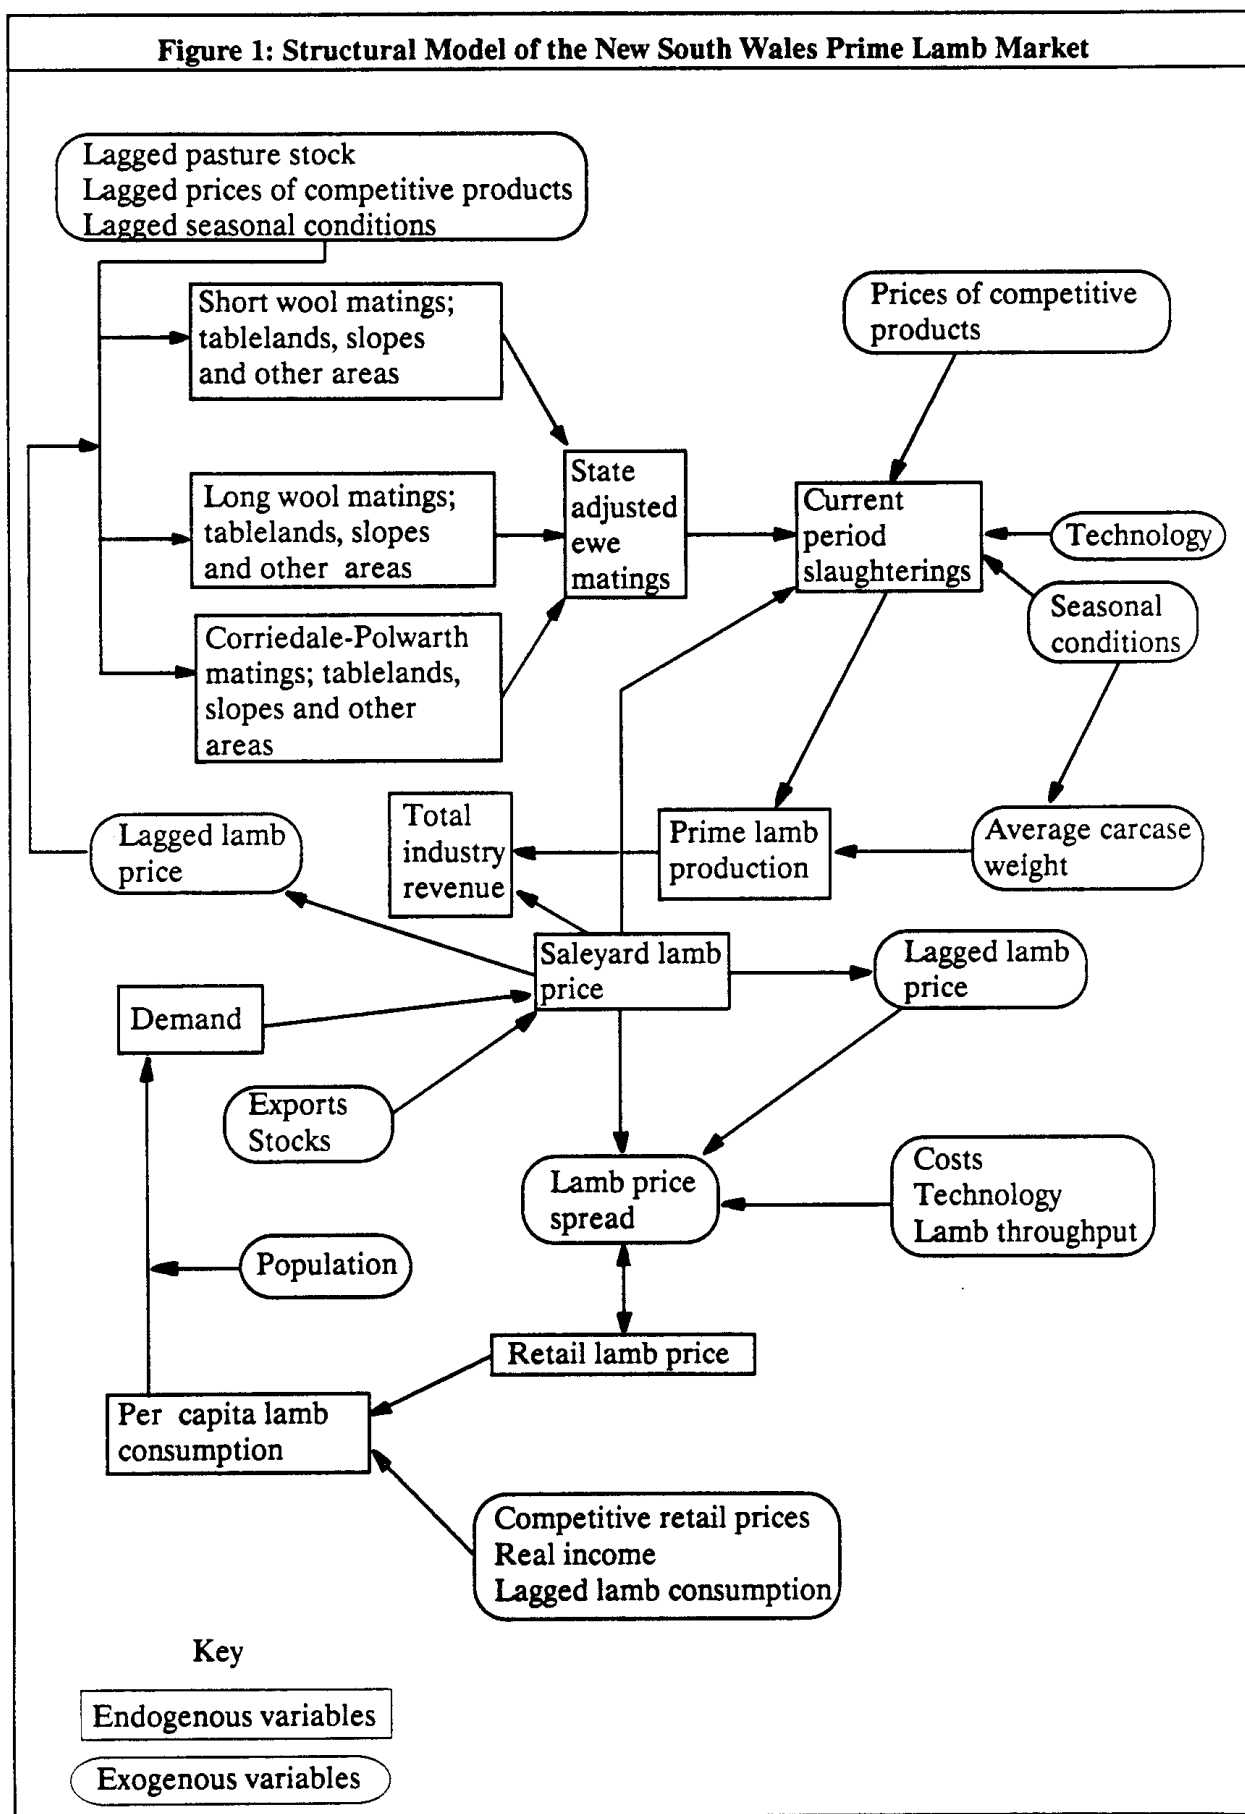 Figure 1: Structural Model of the New South Wales Prime Lamb Market
Lagged pasture stock
Lagged prices of competitive products
Lagged seasonal conditions
Short wool matings;
tablelands, slopes
and other areas
Prices of competitive
products
Long wool matings;
tablelands, slopes
and other areas
State
adjusted
ewe
matings
Current
period
slaughterings
Technology
Seasonal
conditions
Corriedale-Polwarth
matings; tablelands,
slopes and other
areas
Lagged lamb
price
Total
industry
revenue
Prime lamb
production
Average carcase
weight
Saleyard lamb
price
Lagged lamb
price
Demand
Exports
Stocks
Lamb price
spread
Costs
Technology
Lamb throughput
Population
Retail lamb price
Per capita lamb
consumption
Competitive retail prices
Real income
Lagged lamb consumption
Key
Endogenous variables
Exogenous variables